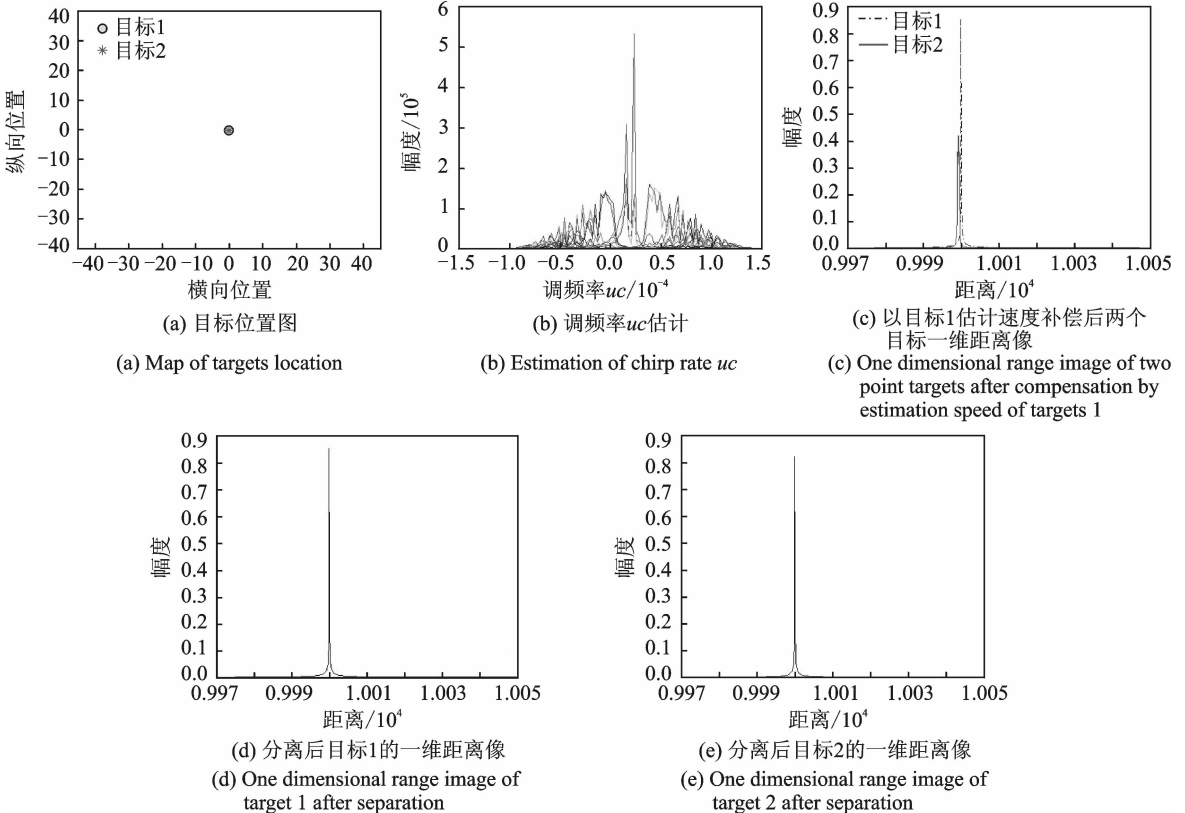 40
30
20
10
0
−10
−20
−30
40
目标1
目标2
纵向位置
−40 −30 −20 −10 0 10 20 30 40
横向位置
(a) 目标位置图
(a) Map of targets location
6
5
4
3
2
1
0
幅度/10⁵
−1.5 −1.0 −0.5 0.0 0.5 1.0 1.5
调频率uc/10⁻⁴
(b) 调频率uc估计
(b) Estimation of chirp rate uc
0.9
0.8
0.7
0.6
0.5
0.4
0.3
0.2
0.1
0.0
目标1
目标2
幅度
0.997 0.999 1.001 1.003 1.005
距离/10⁴
(c) 以目标1估计速度补偿后两个
目标一维距离像
(c) One dimensional range image of two
point targets after compensation by
estimation speed of targets 1
0.9
0.8
0.7
0.6
0.5
0.4
0.3
0.2
0.1
0.0
幅度
0.997 0.999 1.001 1.003 1.005
距离/10⁴
(d) 分离后目标1的一维距离像
(d) One dimensional range image of
target 1 after separation
0.9
0.8
0.7
0.6
0.5
0.4
0.3
0.2
0.1
0.0
幅度
0.997 0.999 1.001 1.003 1.005
距离/10⁴
(e) 分离后目标2的一维距离像
(e) One dimensional range image of
target 2 after separation